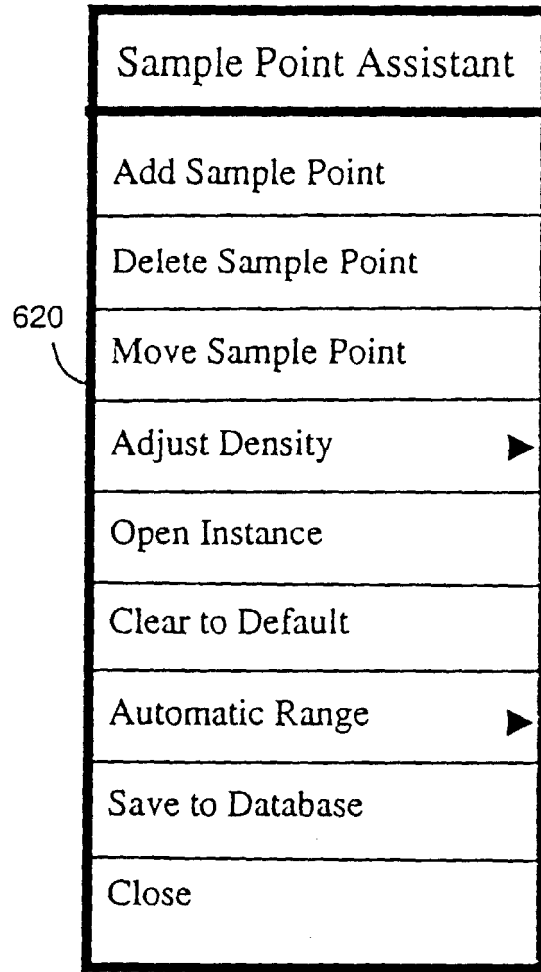 Sample Point Assistant
Add Sample Point
Delete Sample Point
620
Move Sample Point
Adjust Density
Open Instance
Clear to Default
Automatic Range
Save to Database
Close